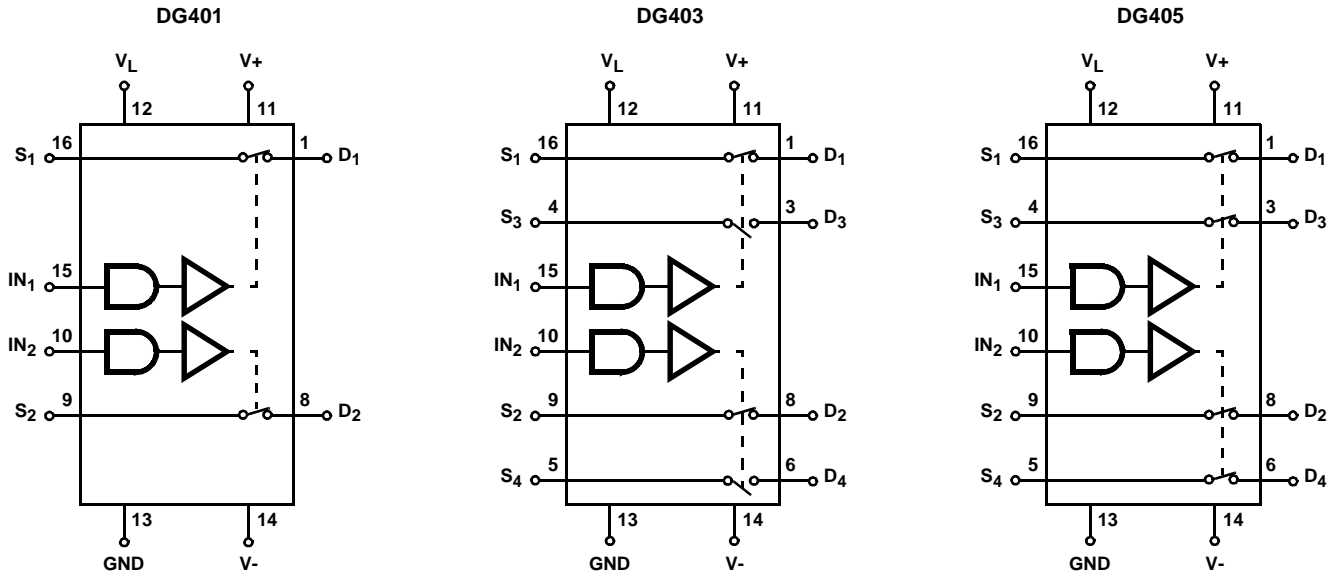 DG401
V_L V+
12 11
S_1 16 1 D_1
IN_1 15
IN_2 10
S_2 9 8 D_2
13 14
GND V-
DG403
V_L V+
12 11
S_1 16 1 D_1
S_3 4 3 D_3
IN_1 15
IN_2 10
S_2 9 8 D_2
S_4 5 6 D_4
13 14
GND V-
DG405
V_L V+
12 11
S_1 16 1 D_1
S_3 4 3 D_3
IN_1 15
IN_2 10
S_2 9 8 D_2
S_4 5 6 D_4
13 14
GND V-